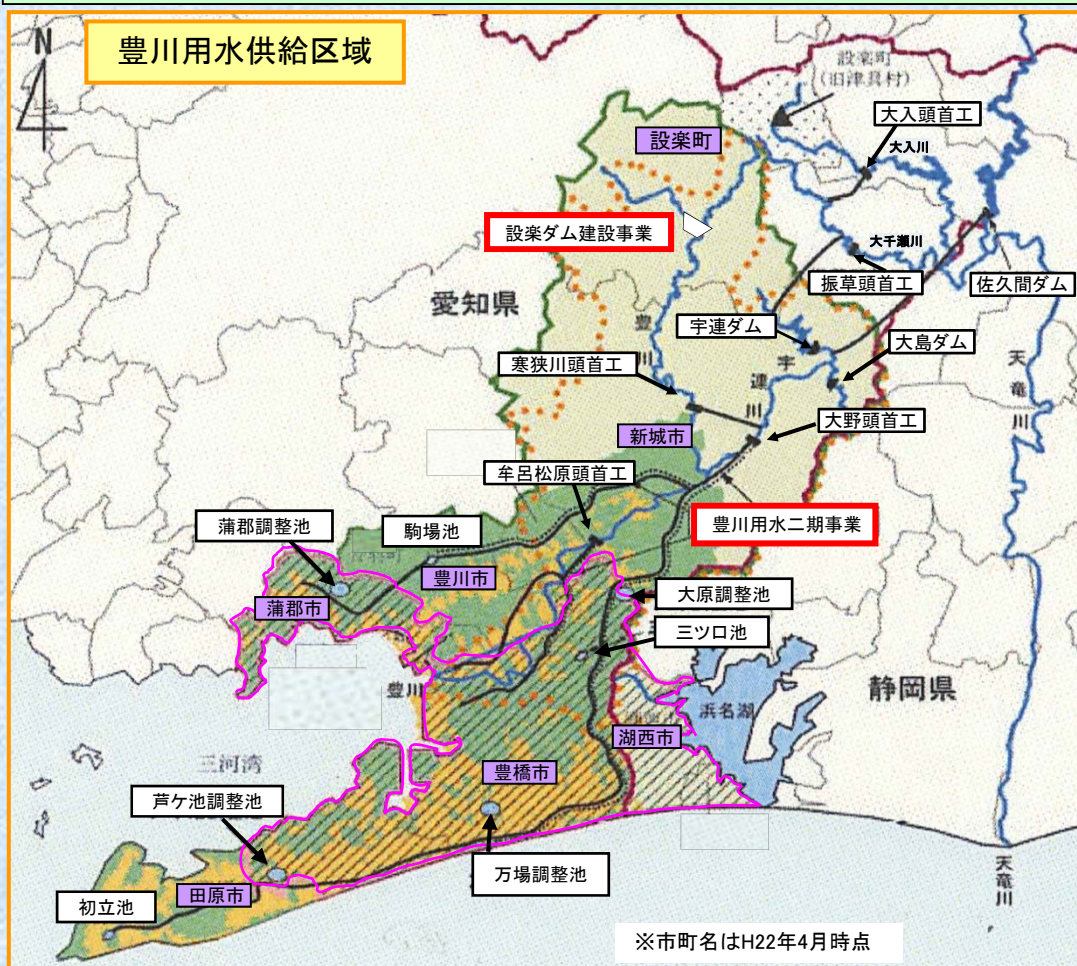 N
豊川用水供給区域
設楽町
(旧津具村)
大入頭首工
設楽町
大入川
設楽ダム建設事業
大千瀬川
振草頭首工
佐久間ダム
愛知県
豊
川
宇連ダム
宇
連
川
大島ダム
天
竜
川
寒狭川頭首工
大野頭首工
新城市
牟呂松原頭首工
豊川用水二期事業
蒲郡調整池
駒場池
豊川市
大原調整池
蒲郡市
三ツ口池
豊川
静岡県
浜名湖
湖西市
三河湾
豊橋市
芦ケ池調整池
万場調整池
田原市
初立池
天
竜
川
※市町名はH22年4月時点